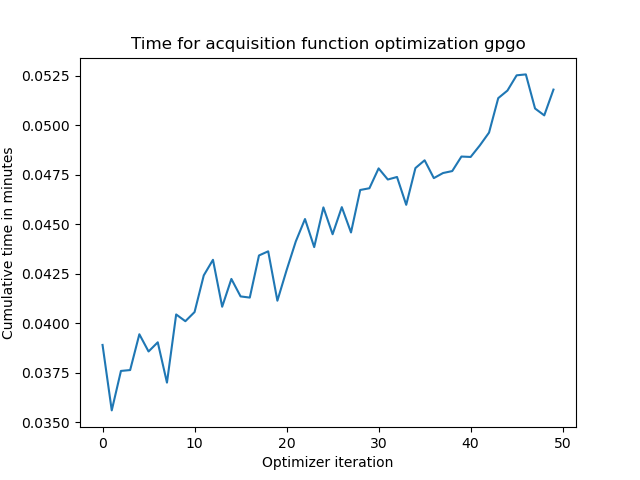 Time for acquisition function optimization gpgo
0.0525
0.0500
0.0475
0.0450
0.0425
0.0400
0.0375
0.0350
Cumulative time in minutes
0 10 20 30 40 50
Optimizer iteration